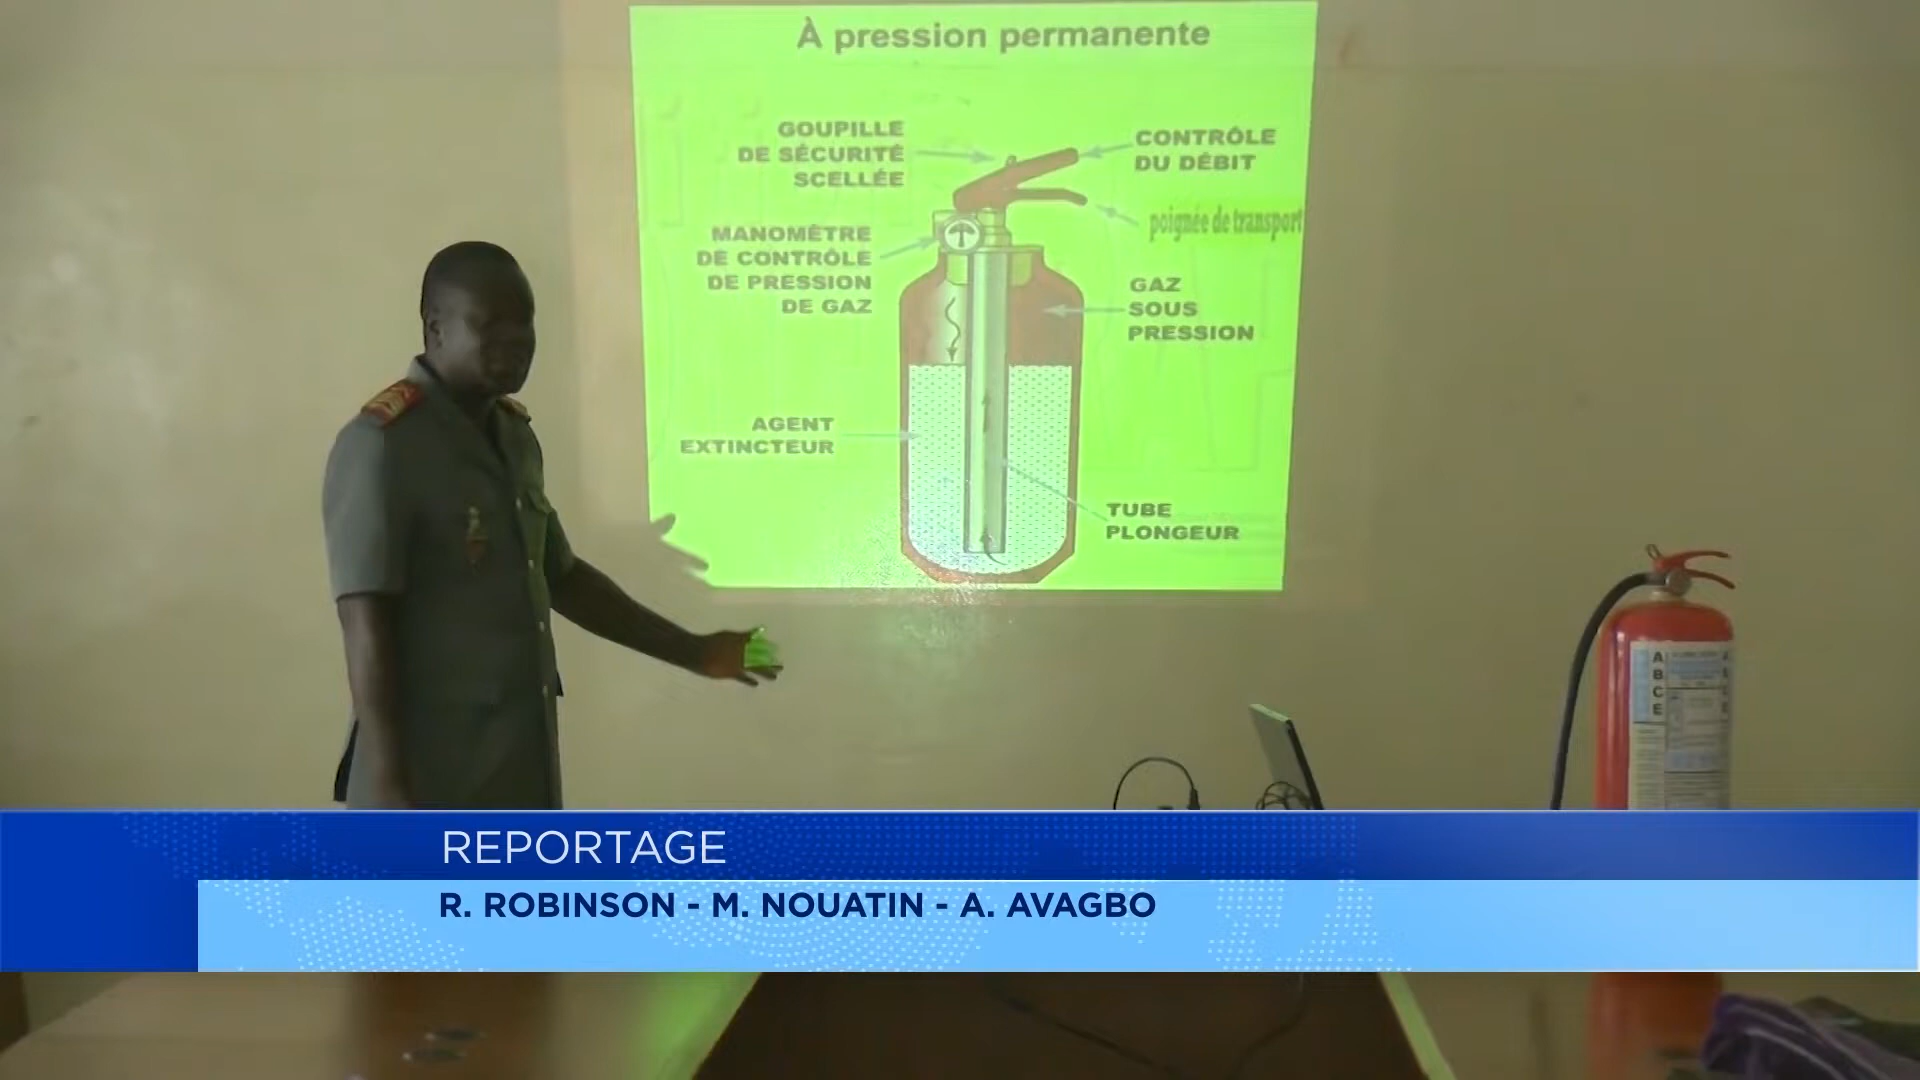 À pression permanente
GOUPILLE
DE SÉCURITÉ
SCELLÉE
CONTRÔLE
DU DÉBIT
poignée de transport
MANOMÈTRE
DE CONTRÔLE
DE PRESSION
DE GAZ
GAZ
SOUS
PRESSION
AGENT
EXTINCTEUR
TUBE
PLONGEUR
A
B
C
E
REPORTAGE
R. ROBINSON - M. NOUATIN - A. AVAGBO